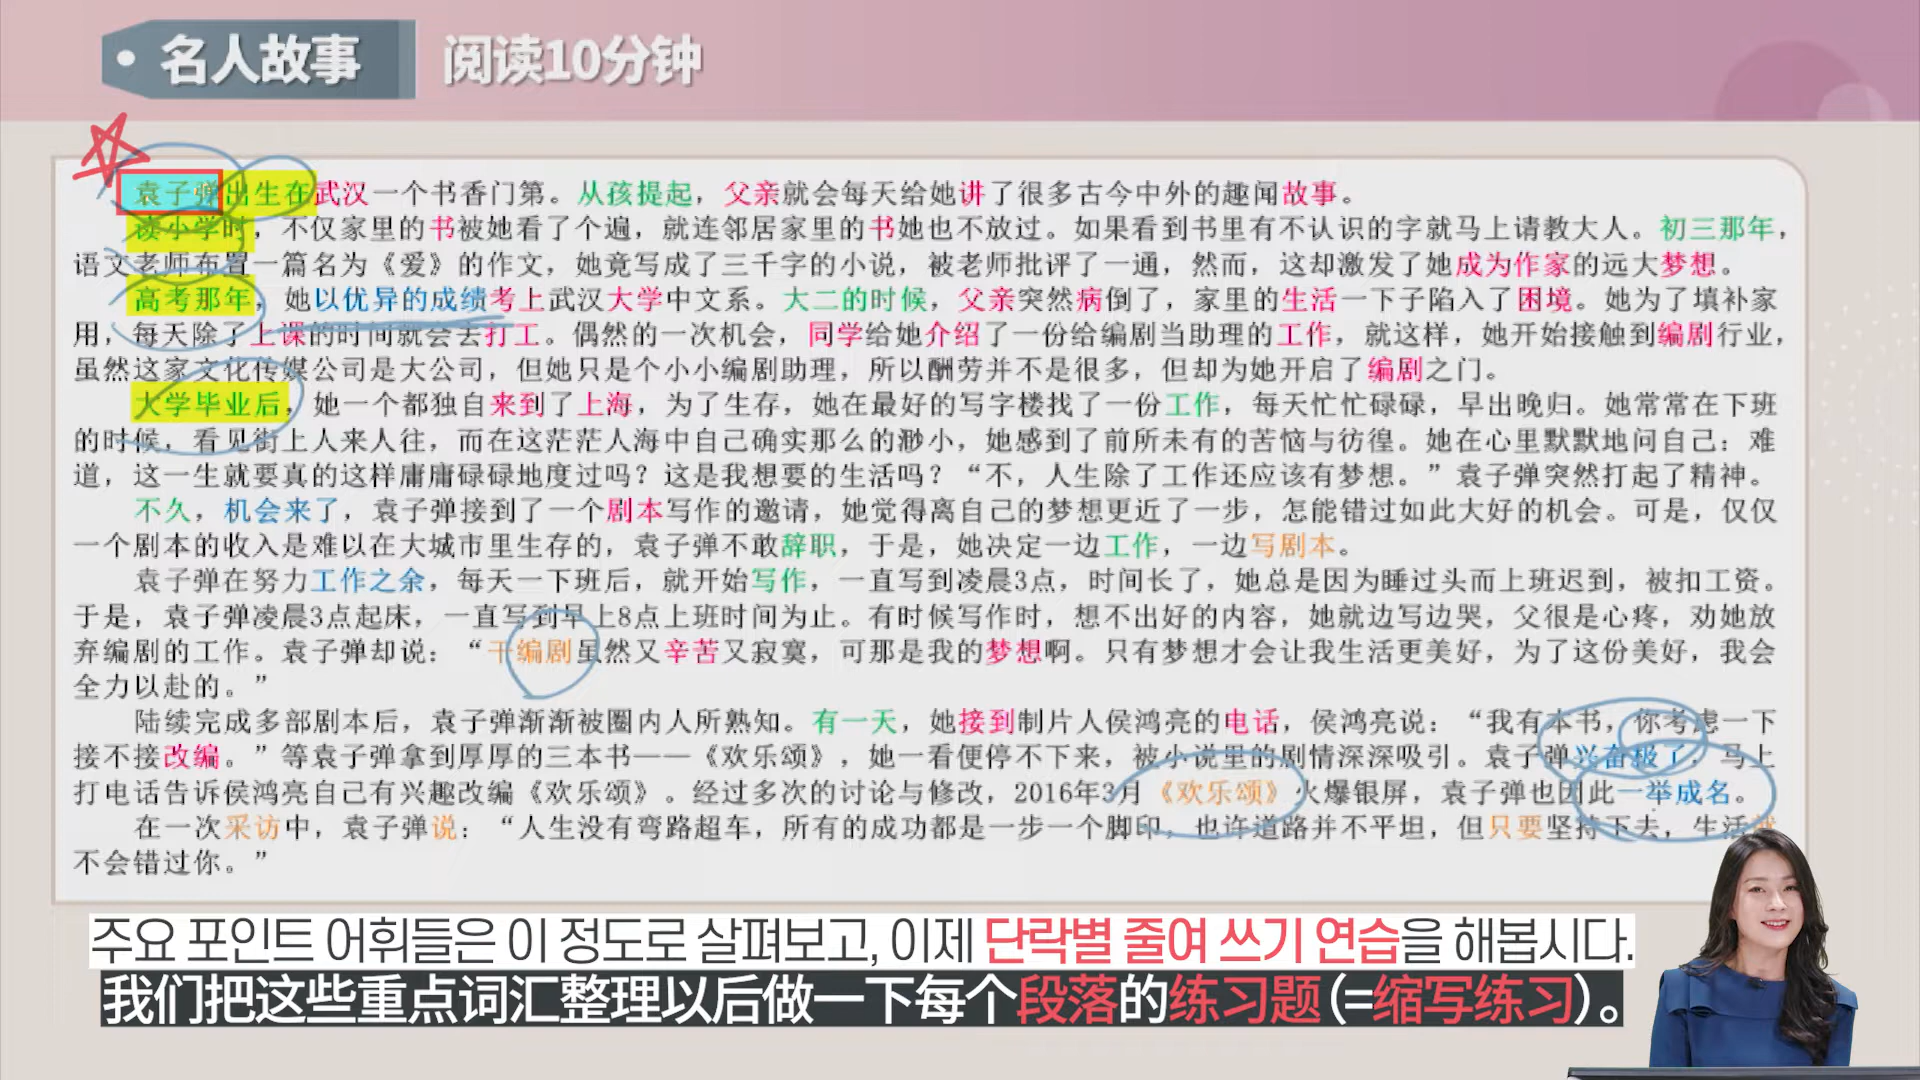 名人故事
阅读10分钟
袁子弹出生在武汉一个书香门第。从孩提起，父亲就会每天给她讲了很多古今中外的趣闻故事。
读小学时，不仅家里的书被她看了个遍，就连邻居家里的书她也不放过。如果看到书里有不认识的字就马上请教大人。初三那年，
语文老师布置一篇名为《爱》的作文，她竟写成了三千字的小说，被老师批评了一通，然而，这却激发了她成为作家的远大梦想。
高考那年，她以优异的成绩考上武汉大学中文系。大二的时候，父亲突然病倒了，家里的生活一下子陷入了困境。她为了填补家
用，每天除了上课的时间就会去打工。偶然的一次机会，同学给她介绍了一份给编剧当助理的工作，就这样，她开始接触到编剧行业，
虽然这家文化传媒公司是大公司，但她只是个小小编剧助理，所以酬劳并不是很多，但却为她开启了编剧之门。
大学毕业后，她一个都独自来到了上海，为了生存，她在最好的写字楼找了一份工作，每天忙忙碌碌，早出晚归。她常常在下班
的时候，看见街上人来人往，而在这茫茫人海中自己确实那么的渺小，她感到了前所未有的苦恼与彷徨。她在心里默默地问自己：难
道，这一生就要真的这样庸庸碌碌地度过吗？这是我想要的生活吗？“不，人生除了工作还应该有梦想。”袁子弹突然打起了精神。
不久，机会来了，袁子弹接到了一个剧本写作的邀请，她觉得离自己的梦想更近了一步，怎能错过如此大好的机会。可是，仅仅
一个剧本的收入是难以在大城市里生存的，袁子弹不敢辞职，于是，她决定一边工作，一边写剧本。
袁子弹在努力工作之余，每天一下班后，就开始写作，一直写到凌晨3点，时间长了，她总是因为睡过头而上班迟到，被扣工资。
于是，袁子弹凌晨3点起床，一直写到早上8点上班时间为止。有时候写作时，想不出好的内容，她就边写边哭，父很是心疼，劝她放
弃编剧的工作。袁子弹却说：“干编剧虽然又辛苦又寂寞，可那是我的梦想啊。只有梦想才会让我生活更美好，为了这份美好，我会
全力以赴的。”
陆续完成多部剧本后，袁子弹渐渐被圈内人所熟知。有一天，她接到制片人侯鸿亮的电话，侯鸿亮说：“我有本书，你考虑一下
接不接改编。”等袁子弹拿到厚厚的三本书——《欢乐颂》，她一看便停不下来，被小说里的剧情深深吸引。袁子弹兴奋极了，马上
打电话告诉侯鸿亮自己有兴趣改编《欢乐颂》。经过多次的讨论与修改，2016年3月《欢乐颂》火爆银屏，袁子弹也因此一举成名。
在一次采访中，袁子弹说：“人生没有弯路超车，所有的成功都是一步一个脚印，也许道路并不平坦，但只要坚持下去，生活
不会错过你。”
주요 포인트 어휘들은 이 정도로 살펴보고, 이제 단락별 줄여 쓰기 연습을 해봅시다.
我们把这些重点词汇整理以后做一下每个段落的练习题(=缩写练习)。